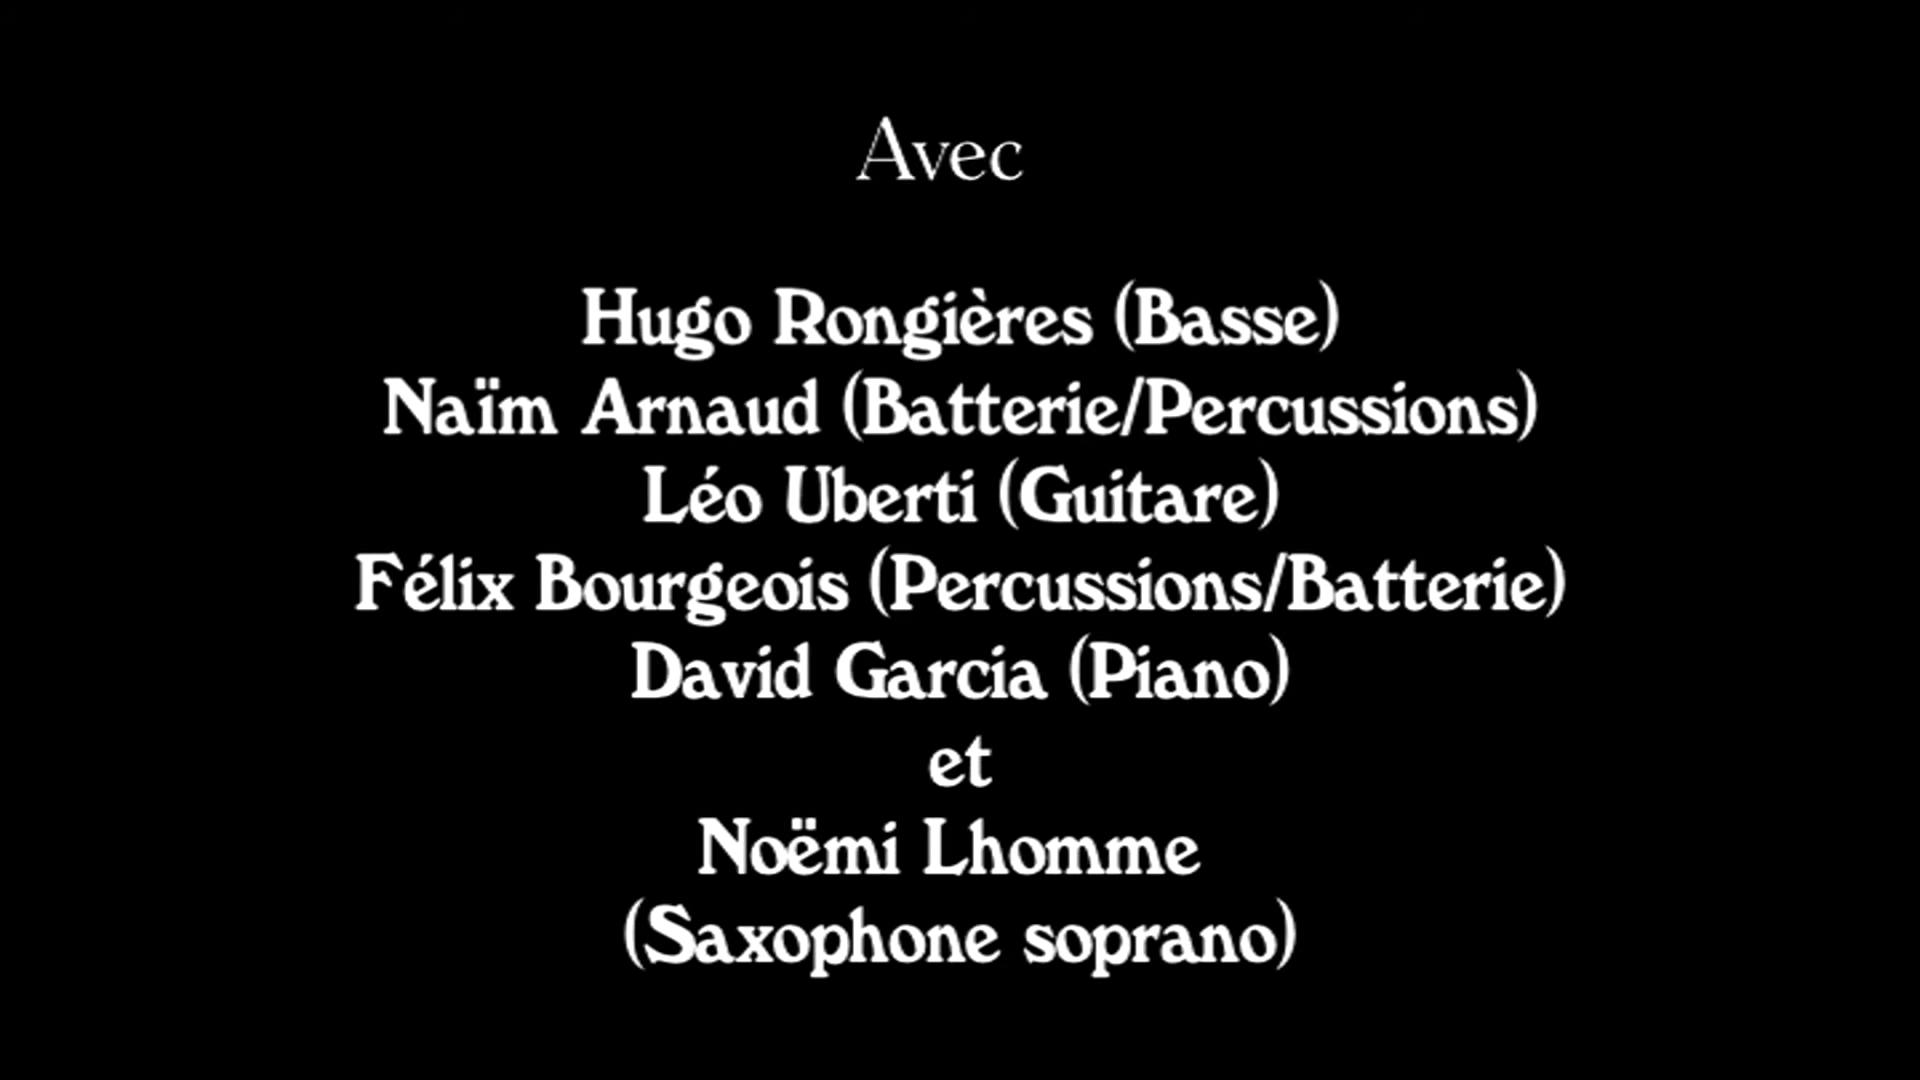 Avec
Hugo Rongières (Basse)
Naïm Arnaud (Batterie/Percussions)
Léo Uberti (Guitare)
Félix Bourgeois (Percussions/Batterie)
David Garcia (Piano)
et
Noëmi Lhomme
(Saxophone soprano)